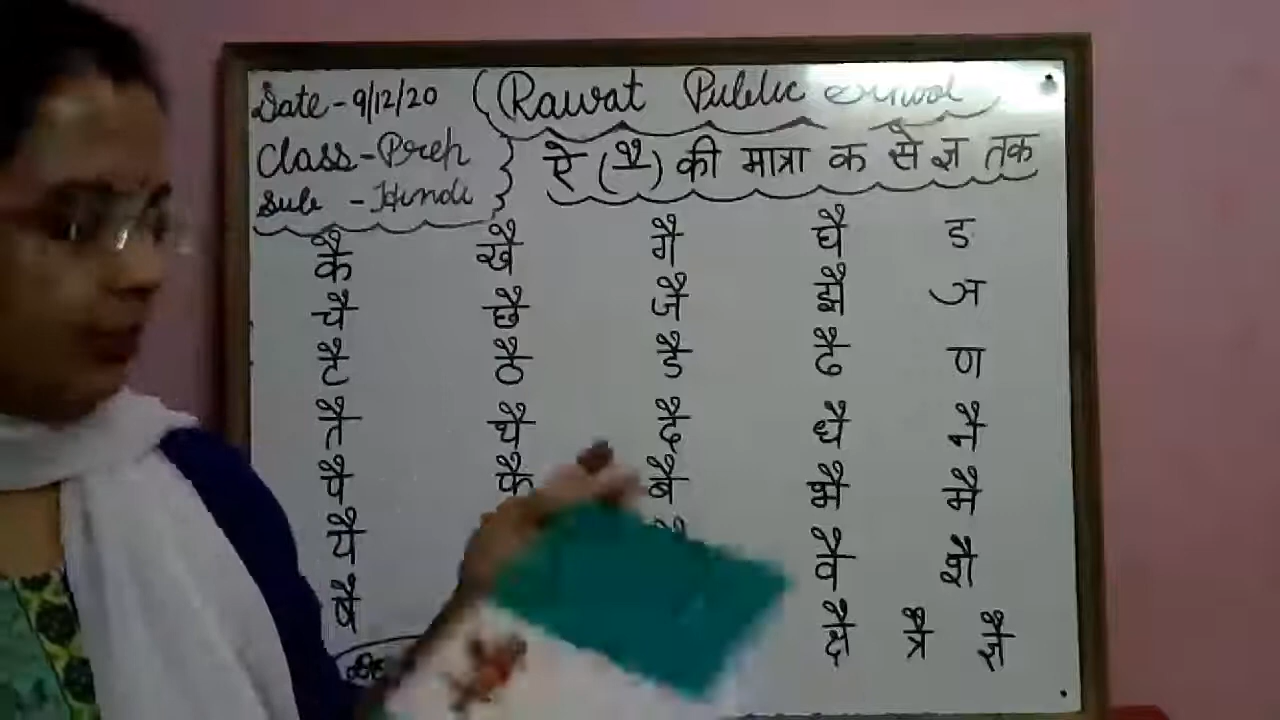 Date - 9/12/20 (Rawat Public School)
Class - Prep } ऐ ( ै ) की मात्रा क से ज्ञ तक
Sub - Hindi
कै खै गै घै ङ
चै छै जै झै ञ
टै ठै डै ढै ण
तै थै दै धै नै
पै फै बै भै मै
यै वै शै
षै है त्रै ज्ञै